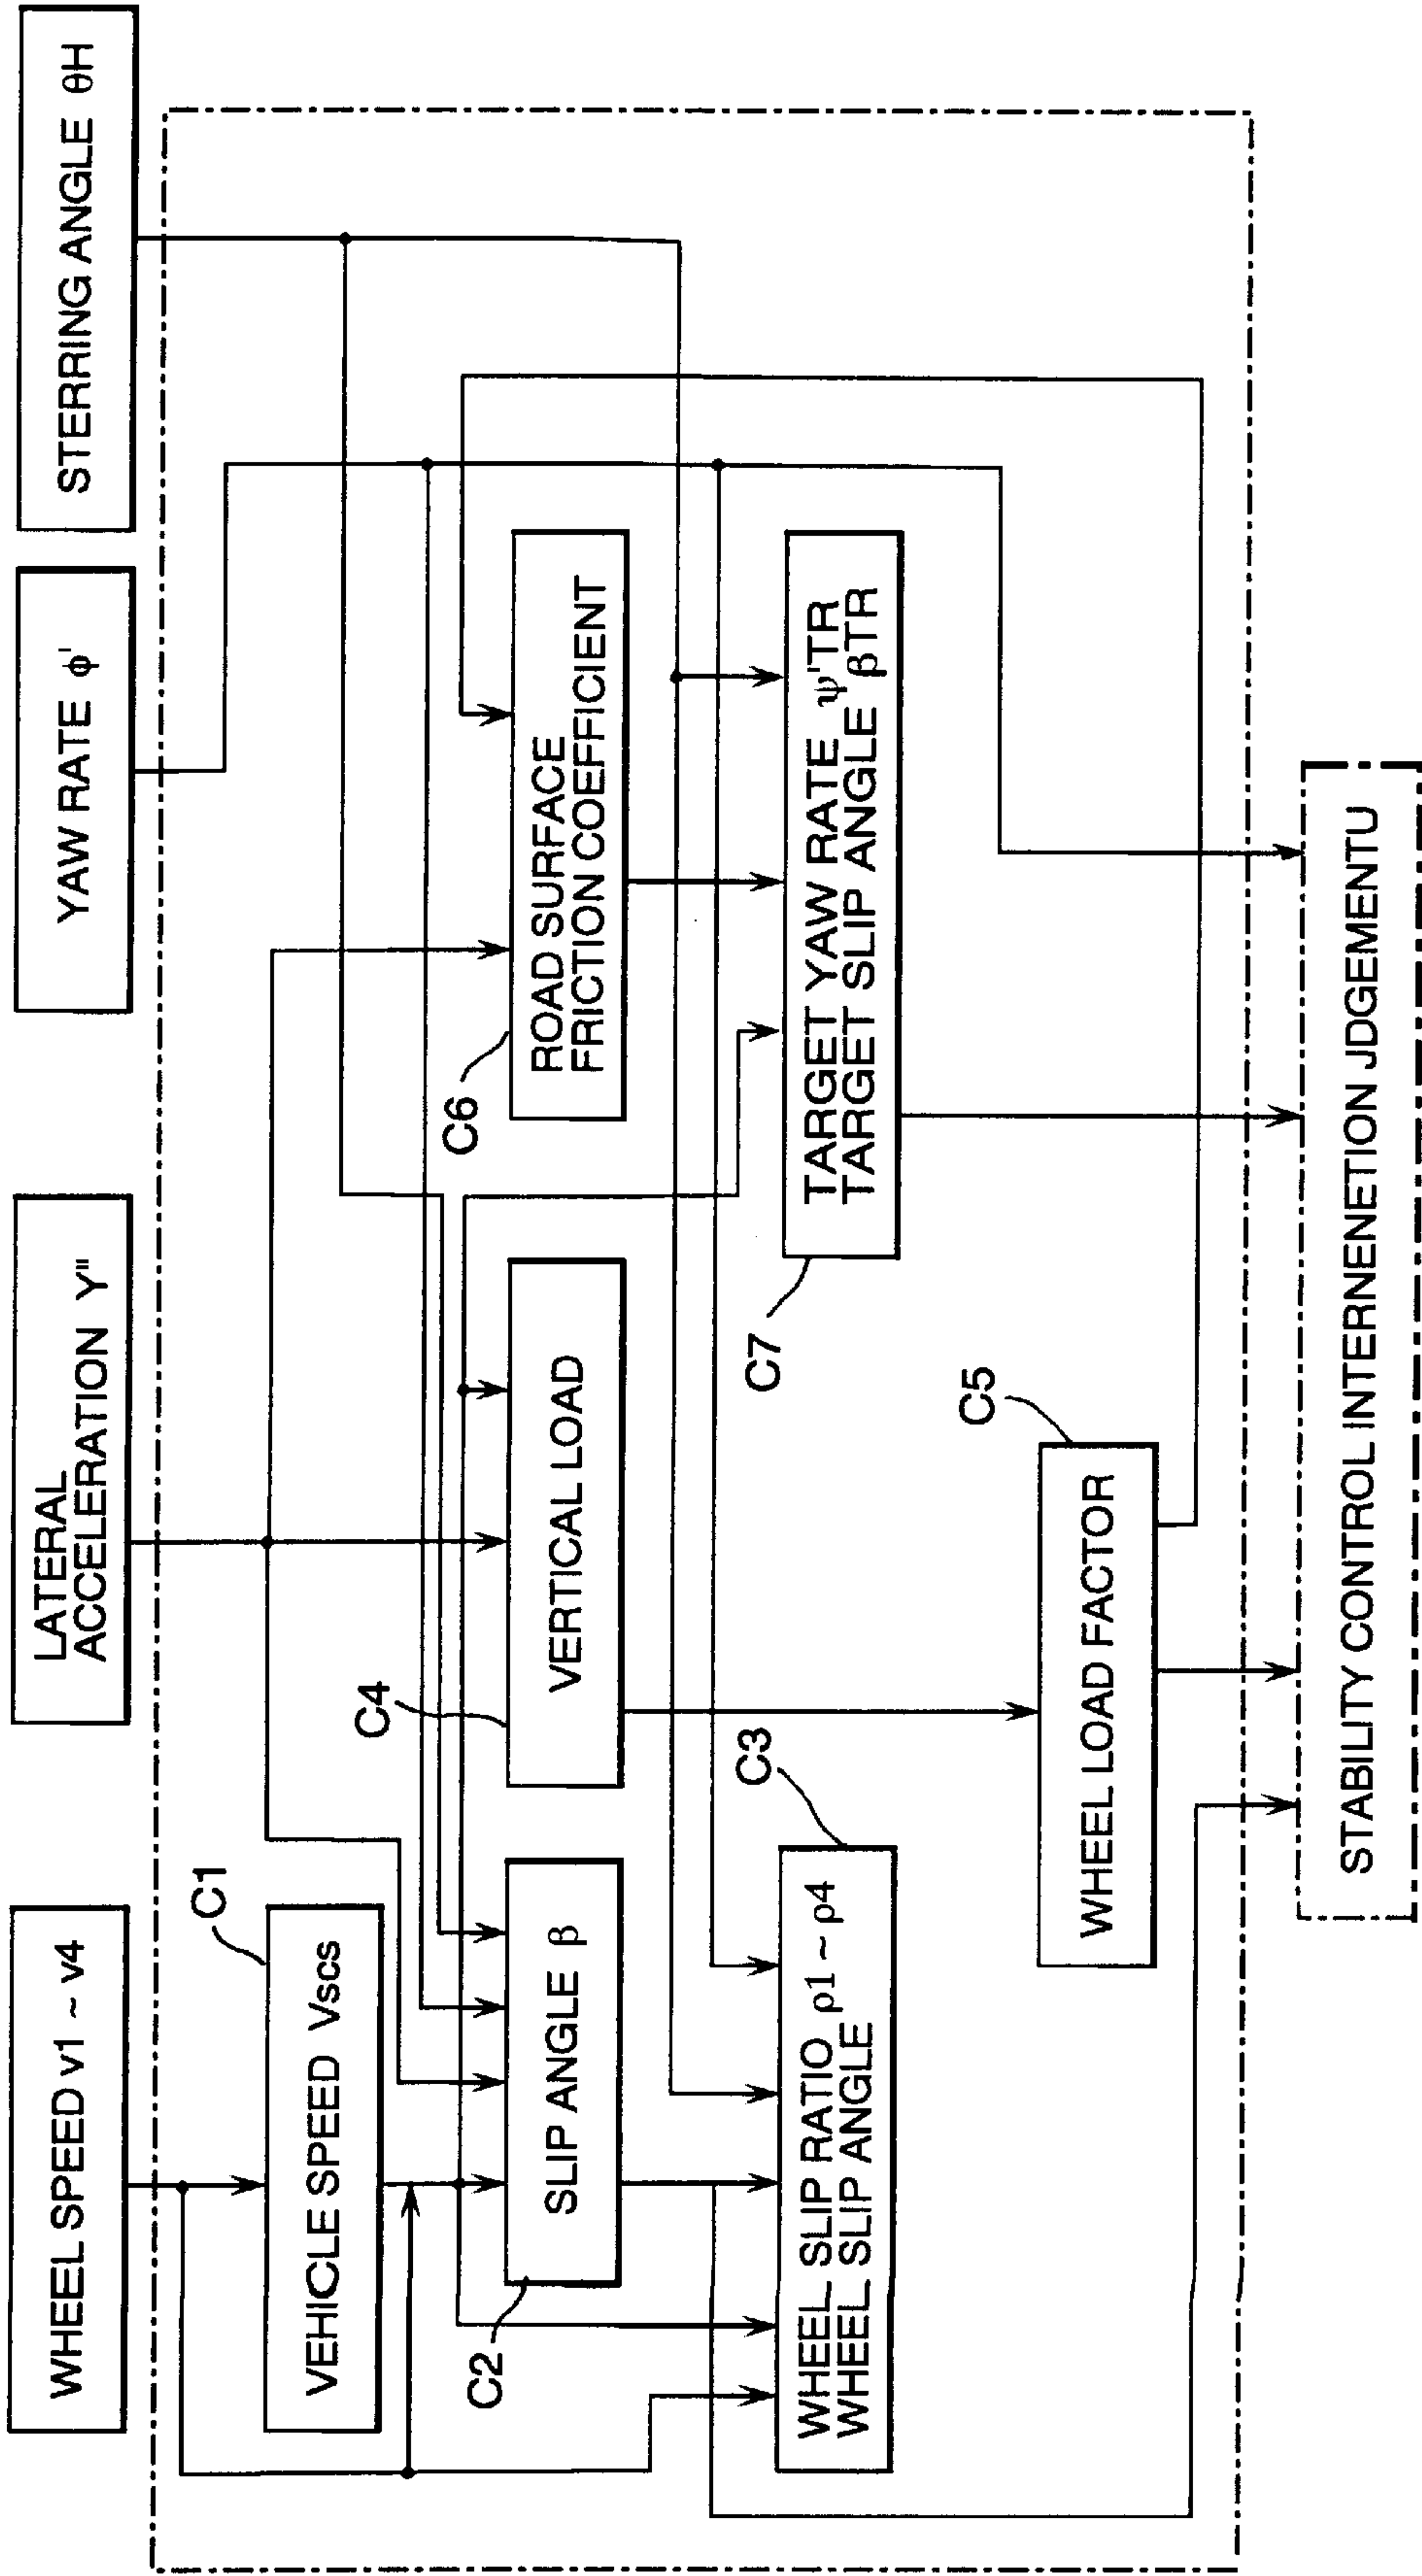 WHEEL SPEED v1 ~ v4
LATERAL
ACCELERATION Y"
YAW RATE ϕ'
STERRING ANGLE θH
C1
VEHICLE SPEED Vscs
C2
SLIP ANGLE β
C4
VERTICAL LOAD
C6
ROAD SURFACE
FRICTION COEFFICIENT
C3
WHEEL SLIP RATIO ρ1 ~ ρ4
WHEEL SLIP ANGLE
C7
TARGET YAW RATE ψ'TR
TARGET SLIP ANGLE βTR
C5
WHEEL LOAD FACTOR
STABILITY CONTROL INTERNENETION JDGEMENTU